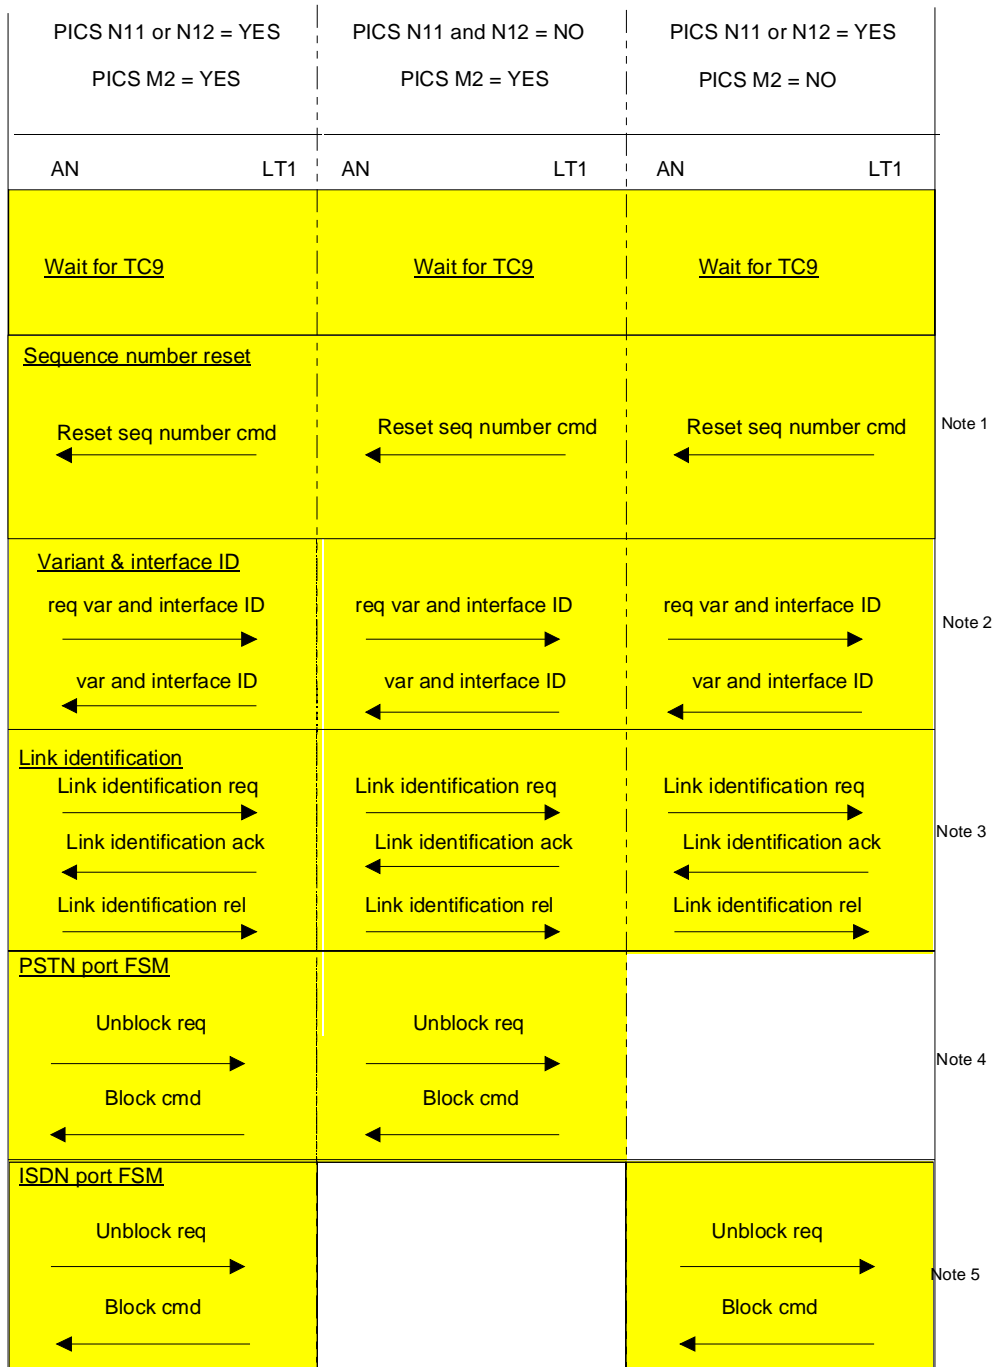 PICS N11 or N12 = YES
PICS N11 and N12 = NO
PICS N11 or N12 = YES
PICS M2 = YES
PICS M2 = YES
PICS M2 = NO
AN LT1
AN LT1
AN LT1
Wait for TC9
Wait for TC9
Wait for TC9
Sequence number reset
Reset seq number cmd
Reset seq number cmd
Reset seq number cmd
Note 1
Variant & interface ID
req var and interface ID
req var and interface ID
req var and interface ID
Note 2
var and interface ID
var and interface ID
var and interface ID
Link identification
Link identification req
Link identification req
Link identification req
Link identification ack
Link identification ack
Link identification ack
Note 3
Link identification rel
Link identification rel
Link identification rel
PSTN port FSM
Unblock req
Unblock req
Note 4
Block cmd
Block cmd
ISDN port FSM
Unblock req
Unblock req
Note 5
Block cmd
Block cmd